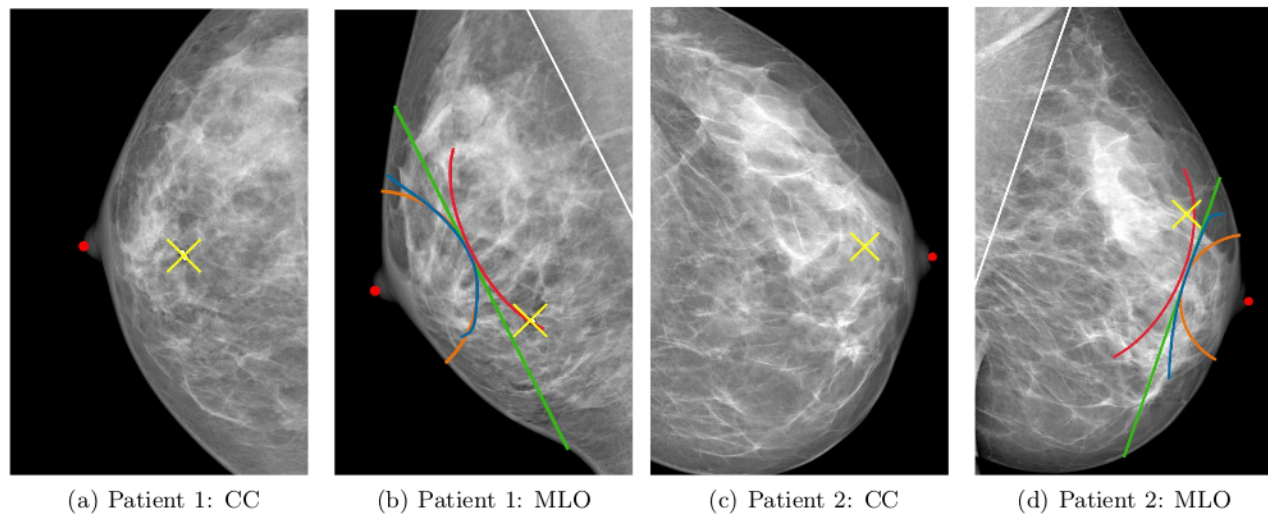 (a) Patient 1: CC
(b) Patient 1: MLO
(c) Patient 2: CC
(d) Patient 2: MLO